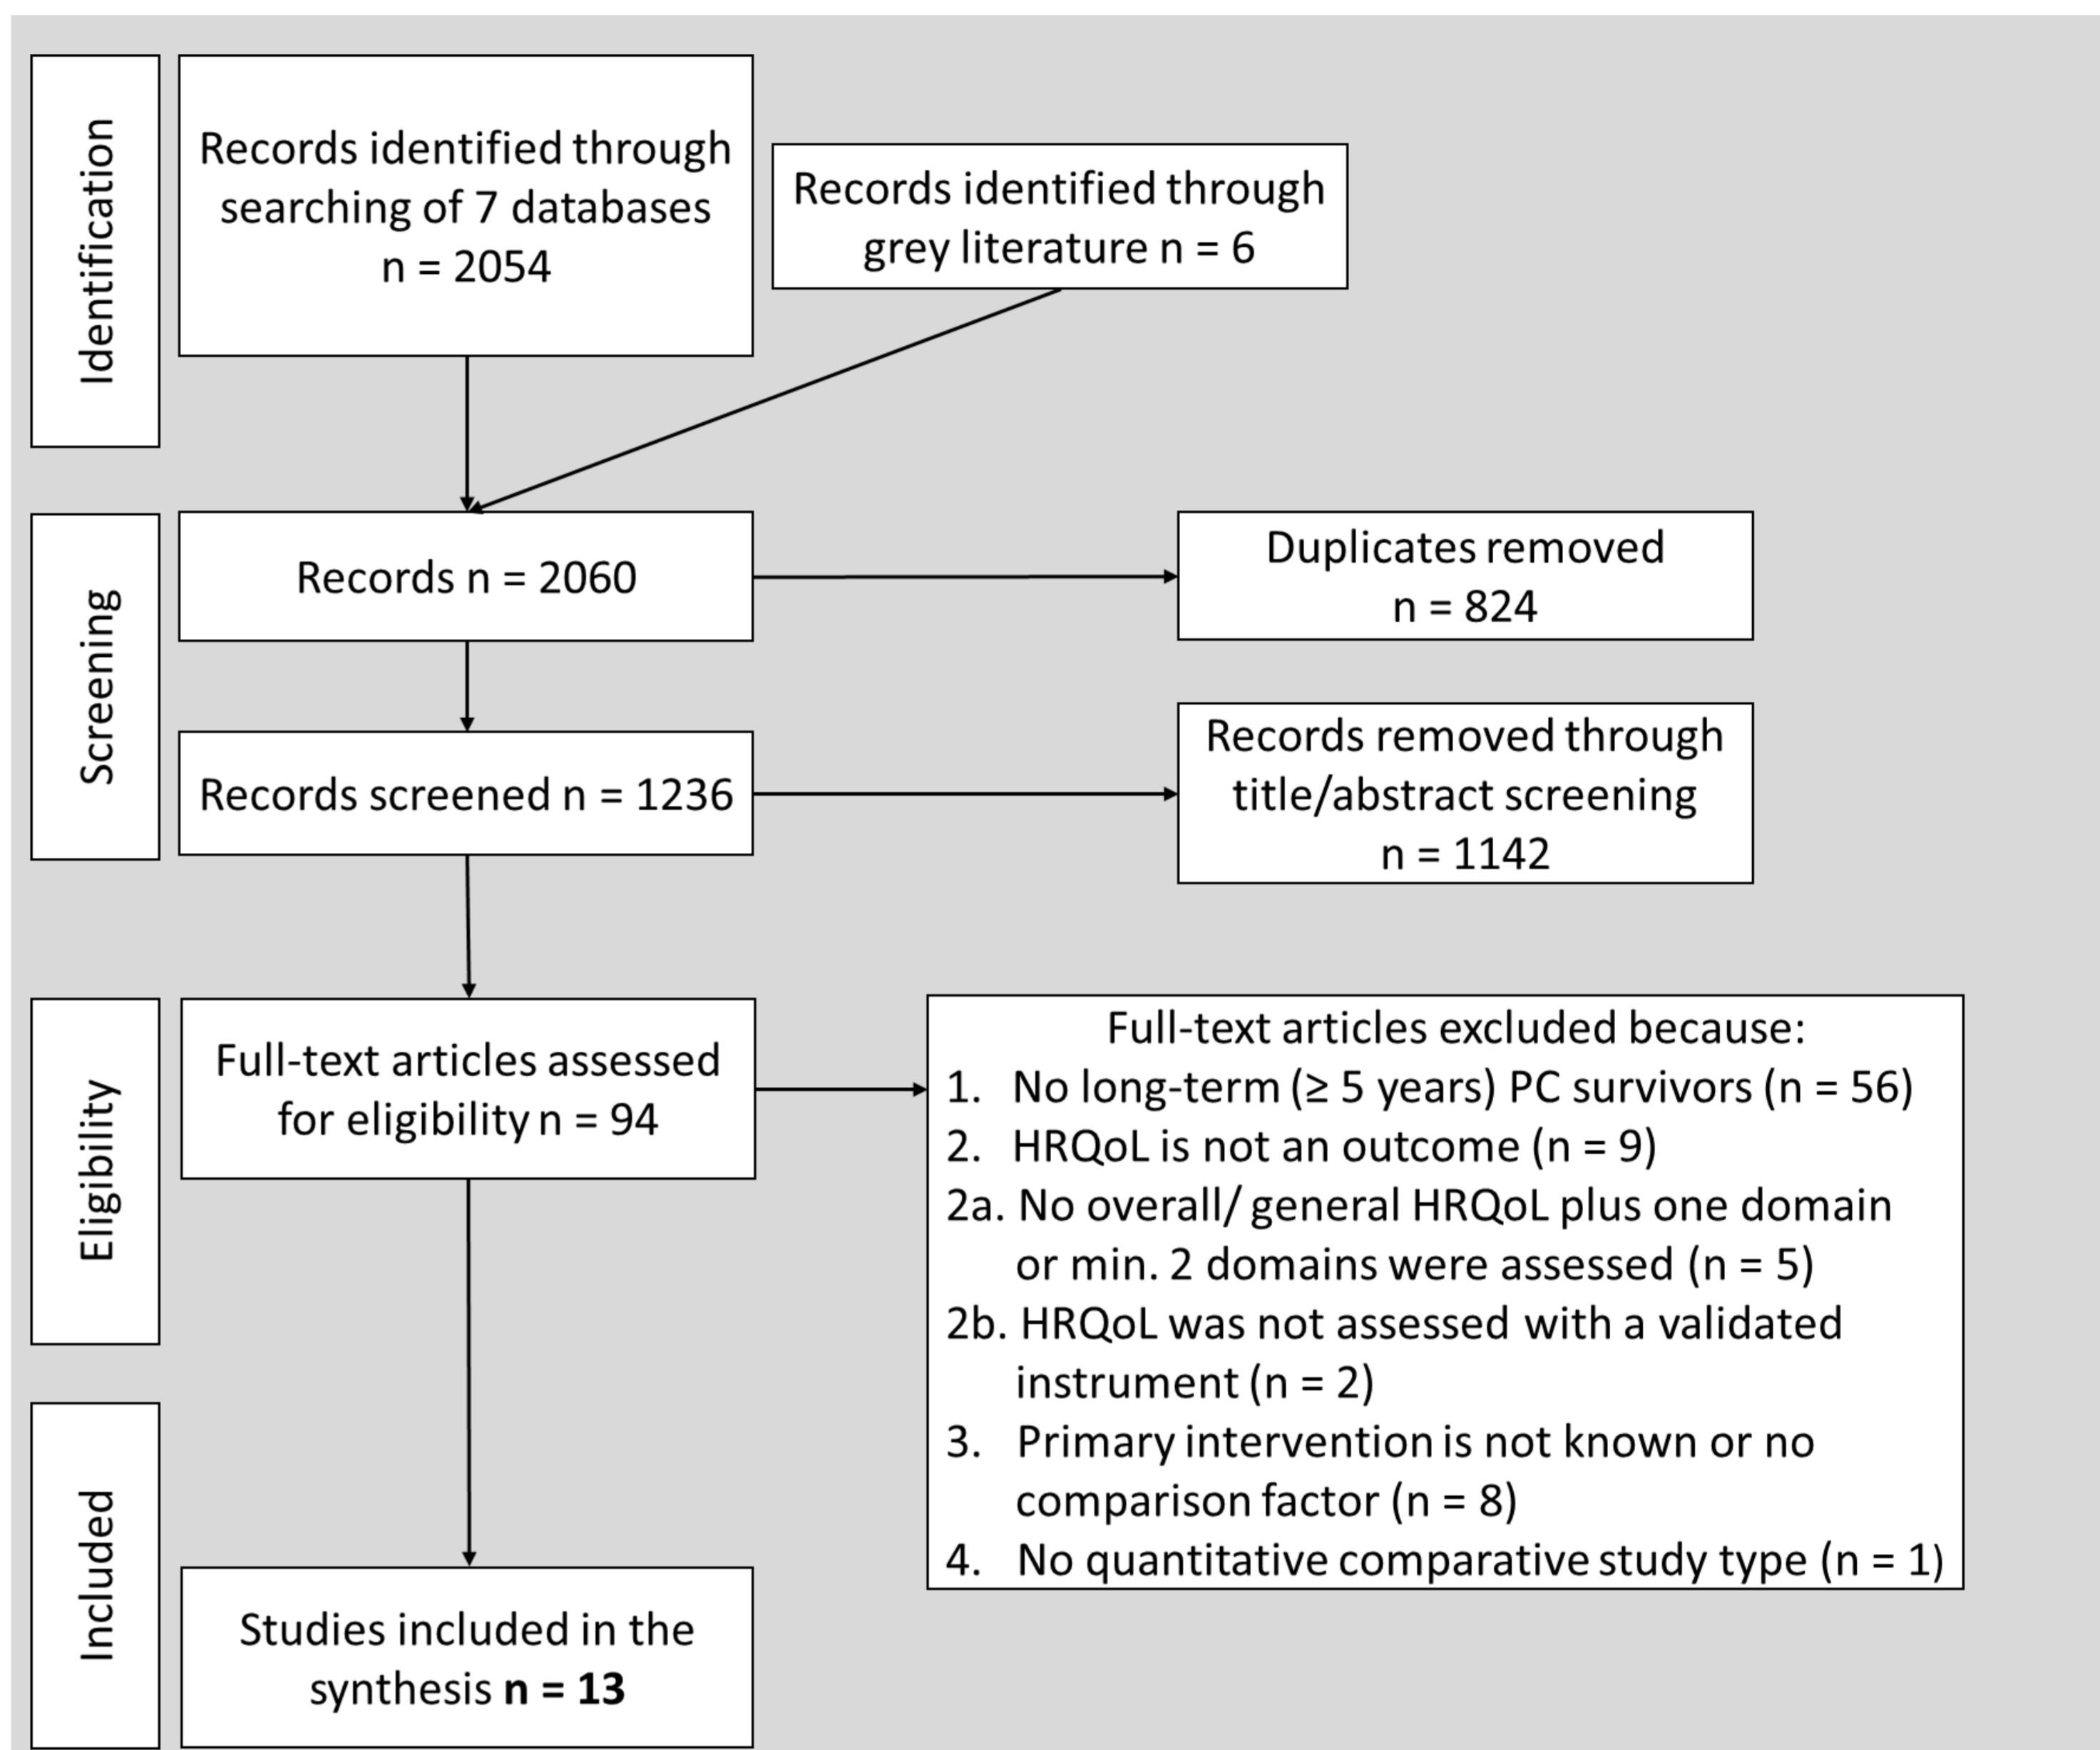 Identification
Records identified through
searching of 7 databases
n = 2054
Records identified through
grey literature n = 6
Screening
Records n = 2060
Duplicates removed
n = 824
Records screened n = 1236
Records removed through
title/abstract screening
n = 1142
Eligibility
Full-text articles assessed
for eligibility n = 94
Full-text articles excluded because:
1. No long-term (≥ 5 years) PC survivors (n = 56)
2. HRQoL is not an outcome (n = 9)
2a. No overall/ general HRQoL plus one domain
or min. 2 domains were assessed (n = 5)
2b. HRQoL was not assessed with a validated
instrument (n = 2)
3. Primary intervention is not known or no
comparison factor (n = 8)
4. No quantitative comparative study type (n = 1)
Included
Studies included in the
synthesis n = 13